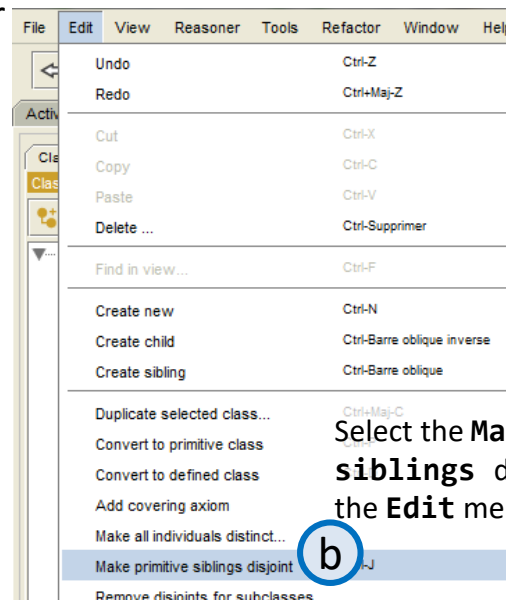 File Edit View Reasoner Tools Refactor Window Help
Undo Ctrl-Z
Redo Ctrl+Maj-Z
Cut Ctrl-X
Copy Ctrl-C
Paste Ctrl-V
Delete ... Ctrl-Supprimer
Find in view... Ctrl-F
Create new Ctrl-N
Create child Ctrl-Barre oblique inverse
Create sibling Ctrl-Barre oblique
Duplicate selected class... Ctrl+Maj-C
Convert to primitive class
Convert to defined class
Select the Ma
siblings d
the Edit me
Add covering axiom
Make all individuals distinct...
b
Make primitive siblings disjoint -J
Remove disjoints for subclasses